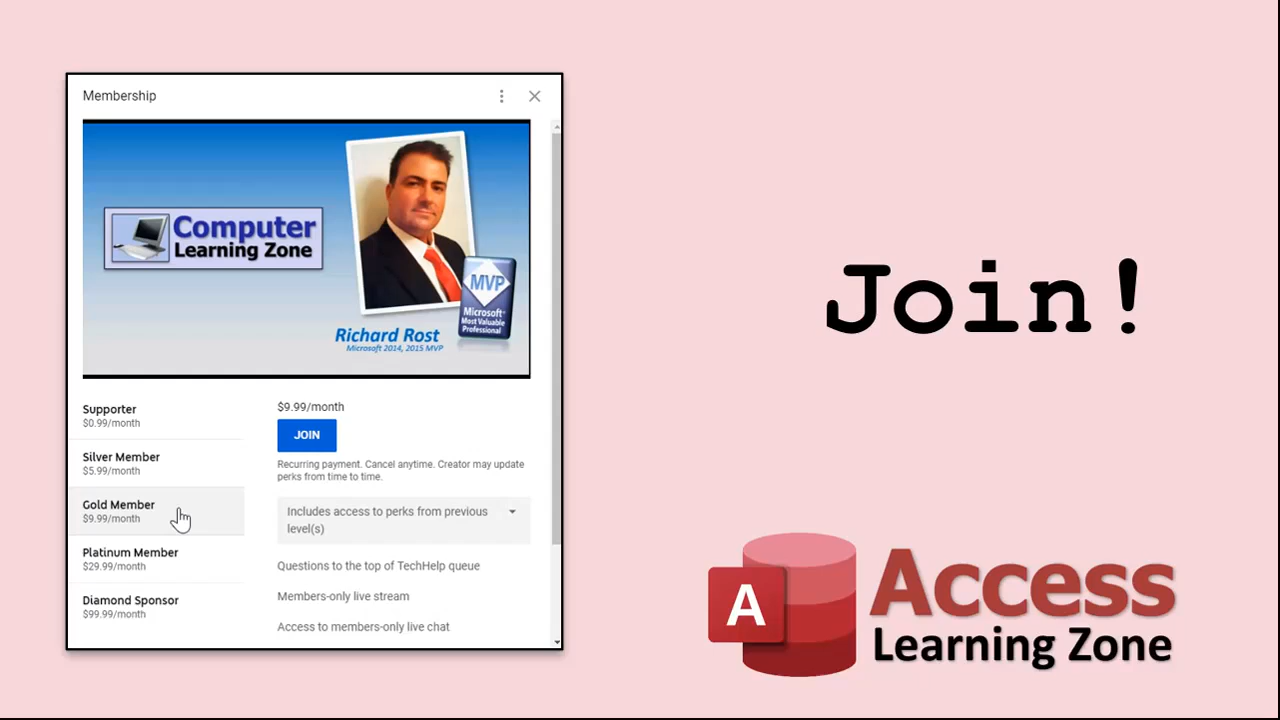 Membership
Computer
Learning Zone
MVP
Microsoft®
Most Valuable
Professional
Richard Rost
Microsoft 2014, 2015 MVP
Supporter
$0.99/month
Silver Member
$5.99/month
Gold Member
$9.99/month
Platinum Member
$29.99/month
Diamond Sponsor
$99.99/month
$9.99/month
JOIN
Recurring payment. Cancel anytime. Creator may update
perks from time to time.
Includes access to perks from previous
level(s)
Questions to the top of TechHelp queue
Members-only live stream
Access to members-only live chat
Join!
A
Access
Learning Zone